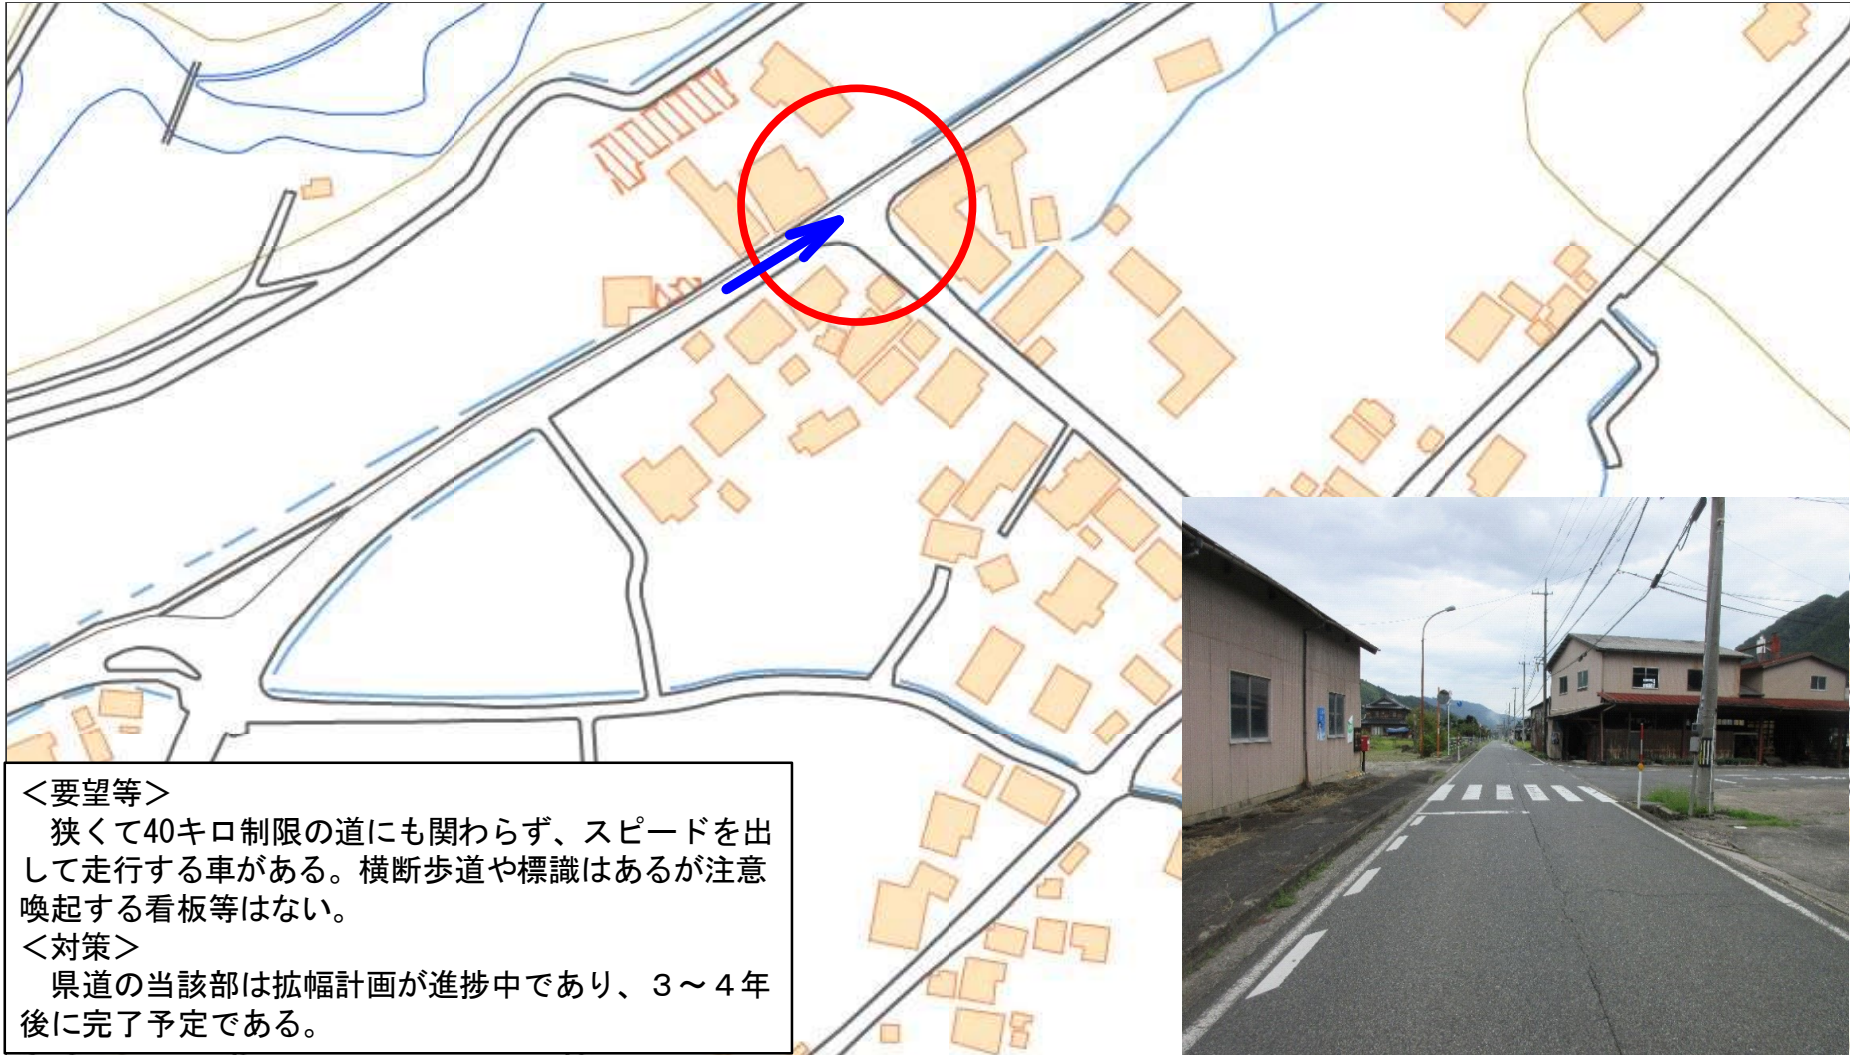 ＜要望等＞
　狭くて40キロ制限の道にも関わらず、スピードを出
して走行する車がある。横断歩道や標識はあるが注意
喚起する看板等はない。
＜対策＞
　県道の当該部は拡幅計画が進捗中であり、３～４年
後に完了予定である。